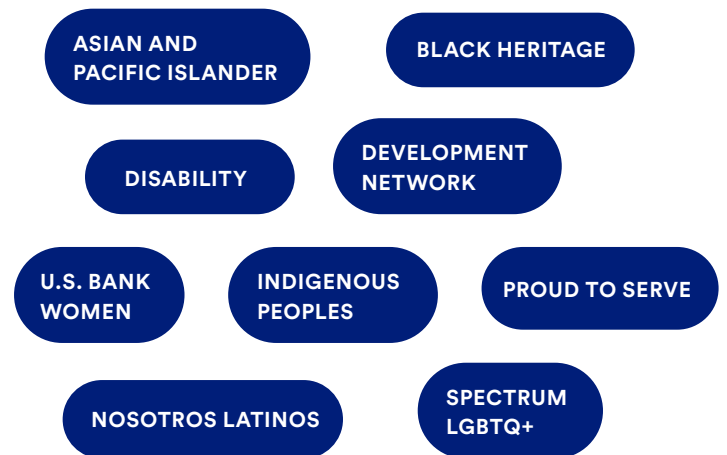 ASIAN AND
PACIFIC ISLANDER
BLACK HERITAGE
DISABILITY
DEVELOPMENT
NETWORK
U.S. BANK
WOMEN
INDIGENOUS
PEOPLES
PROUD TO SERVE
NOSOTROS LATINOS
SPECTRUM
LGBTQ+